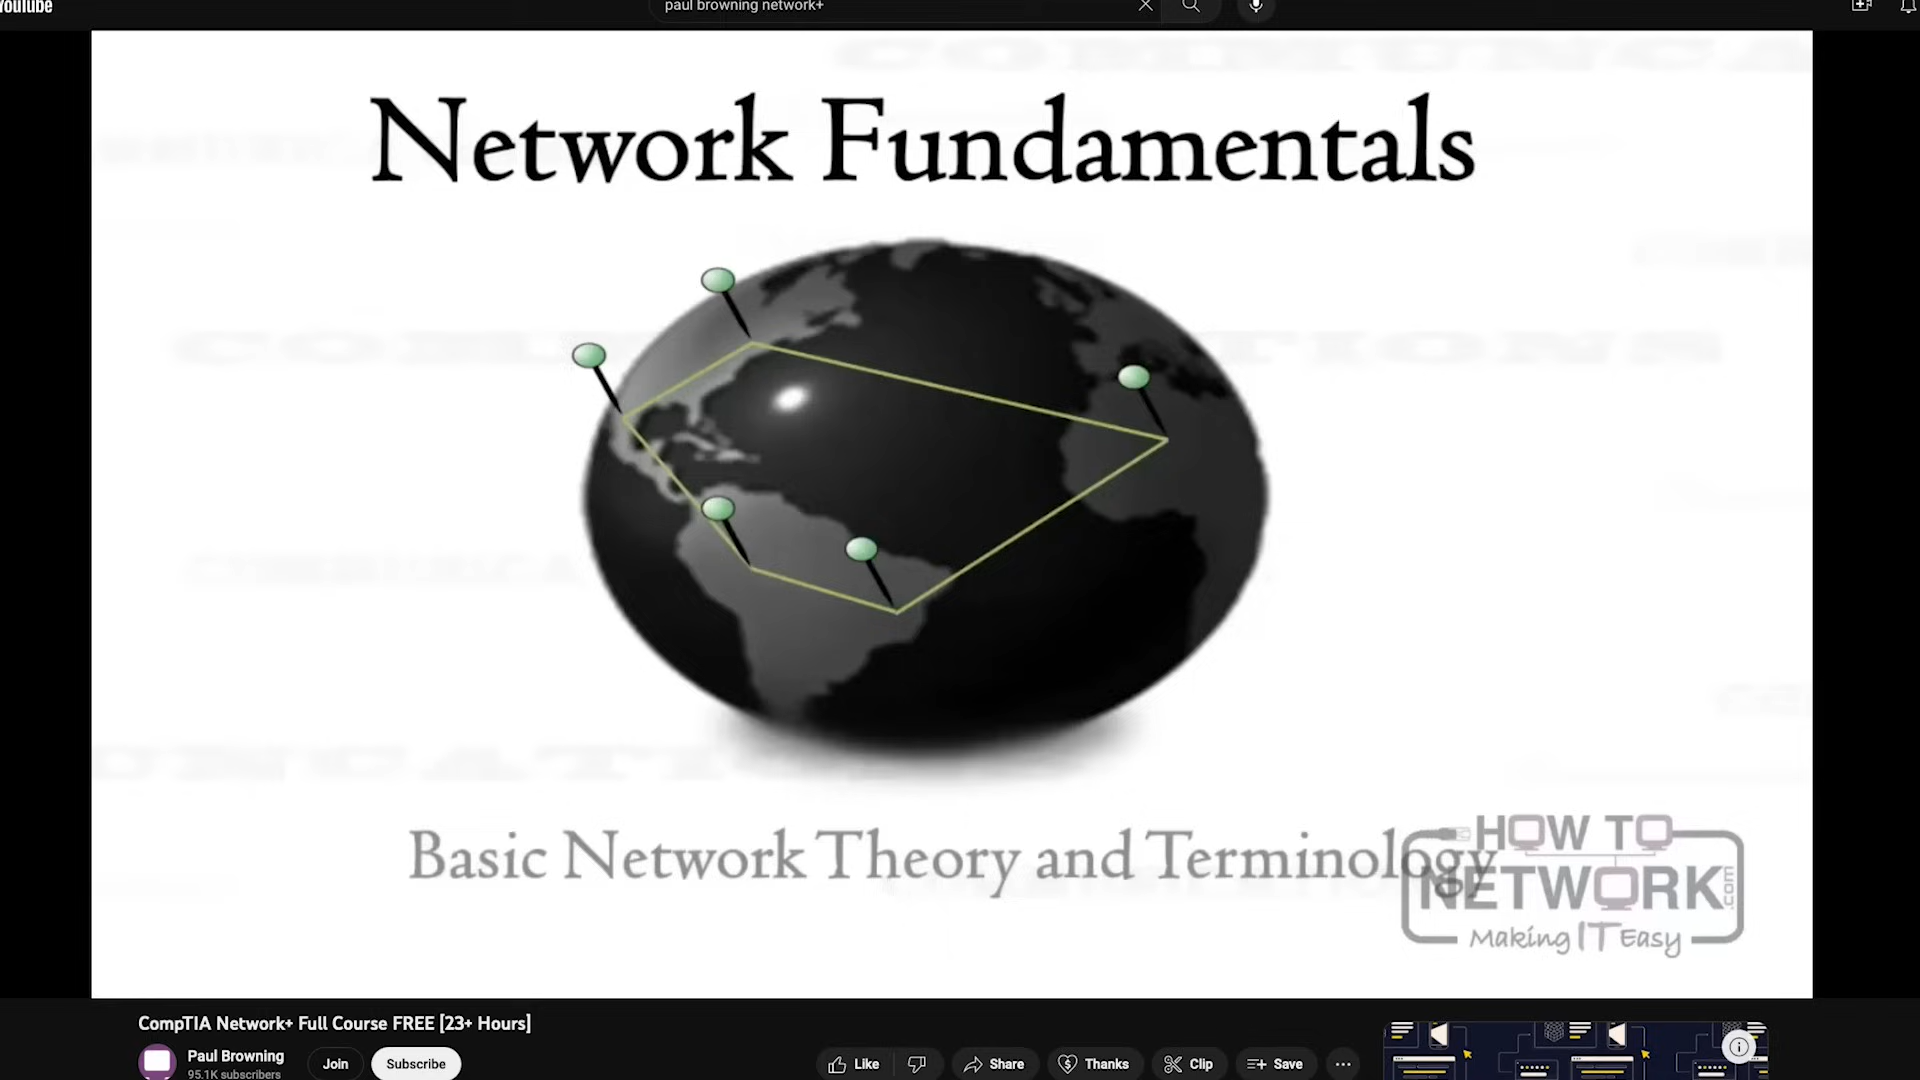 YouTube
paul browning network+
Network Fundamentals
Basic Network Theory and Terminology
HOW TO
NETWORK.com
Making IT Easy
CompTIA Network+ Full Course FREE [23+ Hours]
Paul Browning
95.1K subscribers
Join
Subscribe
Like
Share
Thanks
Clip
Save